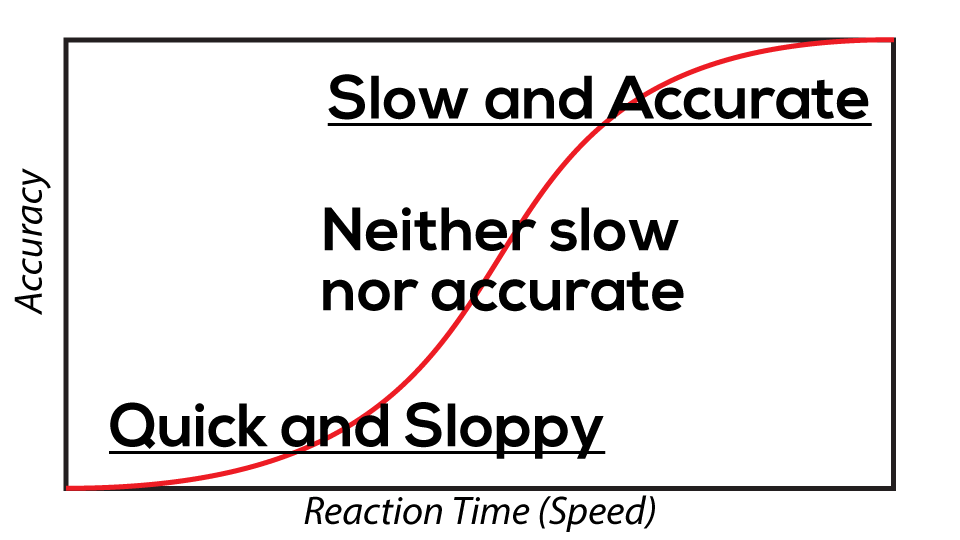 Slow and Accurate
Accuracy
Neither slow
nor accurate
Quick and Sloppy
Reaction Time (Speed)